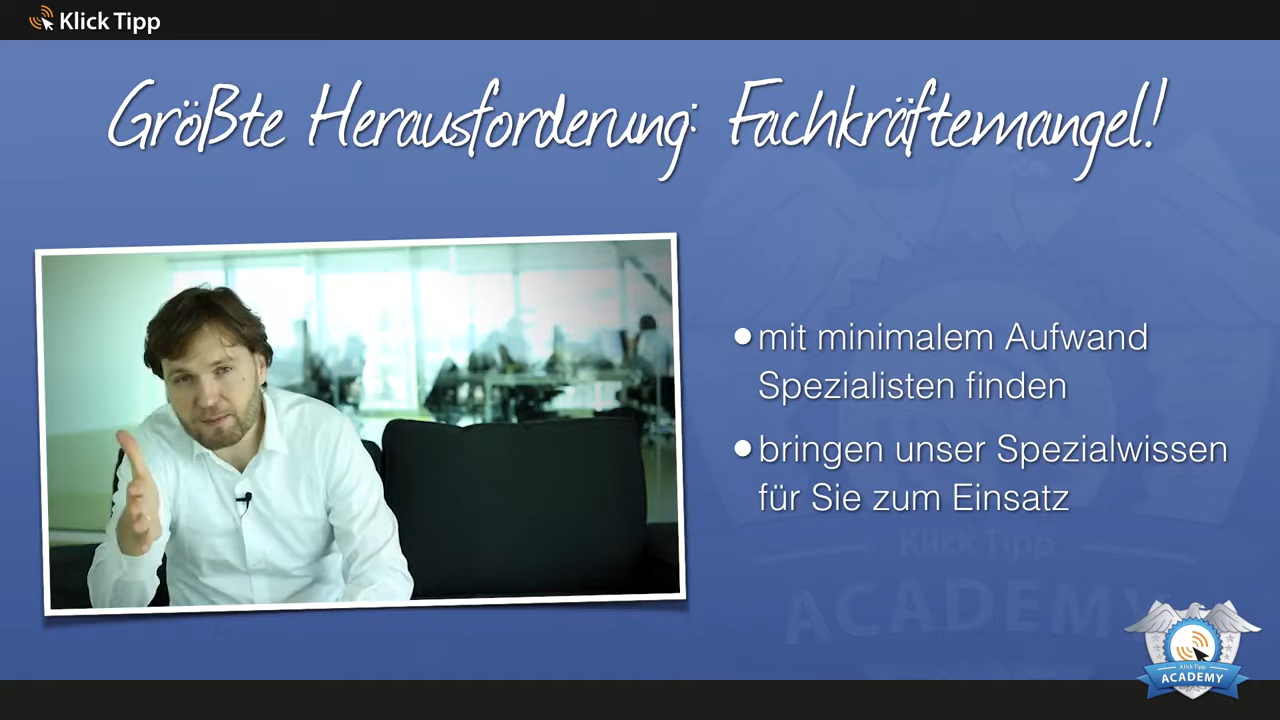 Klick Tipp
Größte Herausforderung: Fachkräftemangel!
• mit minimalem Aufwand
Spezialisten finden
• bringen unser Spezialwissen
für Sie zum Einsatz
Klick Tipp
ACADEMY
Klick Tipp
ACADEMY